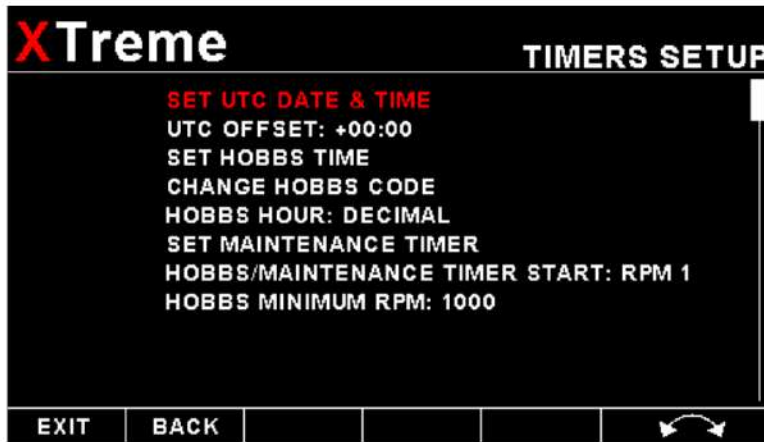 XTreme
TIMERS SETUP
SET UTC DATE & TIME
UTC OFFSET: +00:00
SET HOBBS TIME
CHANGE HOBBS CODE
HOBBS HOUR: DECIMAL
SET MAINTENANCE TIMER
HOBBS/MAINTENANCE TIMER START: RPM 1
HOBBS MINIMUM RPM: 1000
EXIT BACK